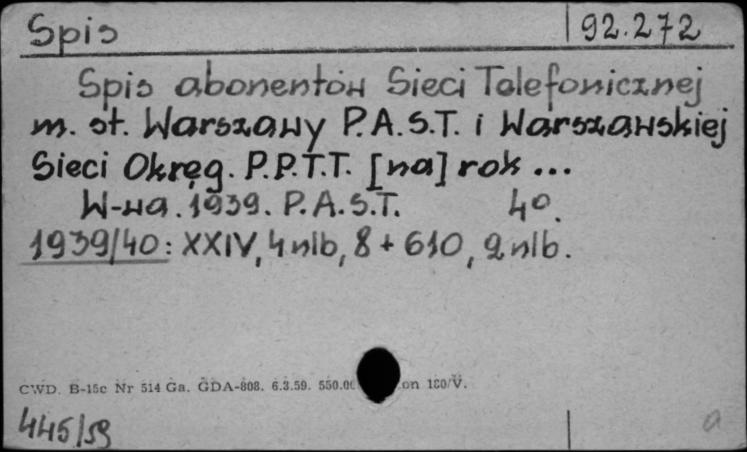 Spis 92.272
Spis abonentów Sieci Telefonicznej
m. st. Warszawy P.A.S.T. i Warszawskiej
Sieci Okręg. P.P.T.T. [na] rok ...
W-wa. 1939. P.A.S.T. 4°.
1939/40: XXIV, 4 nlb, 8 + 610, 2 nlb.
CWD. B-15c Nr 514 Ga. GDA-808. 6.3.59. 550.00 on 180/V.
445/59 a